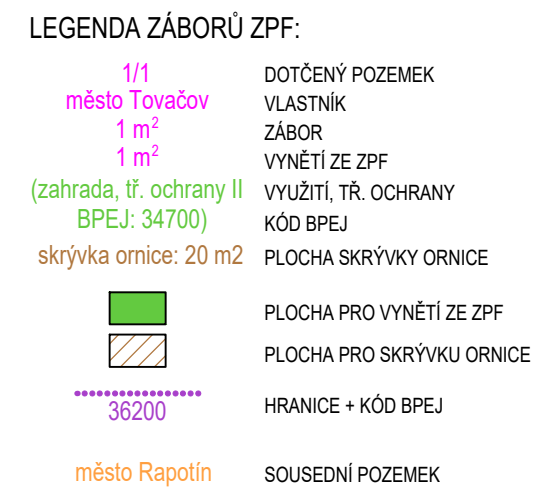 LEGENDA ZÁBORŮ ZPF:
1/1 DOTČENÝ POZEMEK
město Tovačov VLASTNÍK
1 m² ZÁBOR
1 m² VYNĚTÍ ZE ZPF
(zahrada, tř. ochrany II VYUŽITÍ, TŘ. OCHRANY
BPEJ: 34700) KÓD BPEJ
skrývka ornice: 20 m2 PLOCHA SKRÝVKY ORNICE
PLOCHA PRO VYNĚTÍ ZE ZPF
PLOCHA PRO SKRÝVKU ORNICE
36200 HRANICE + KÓD BPEJ
město Rapotín SOUSEDNÍ POZEMEK